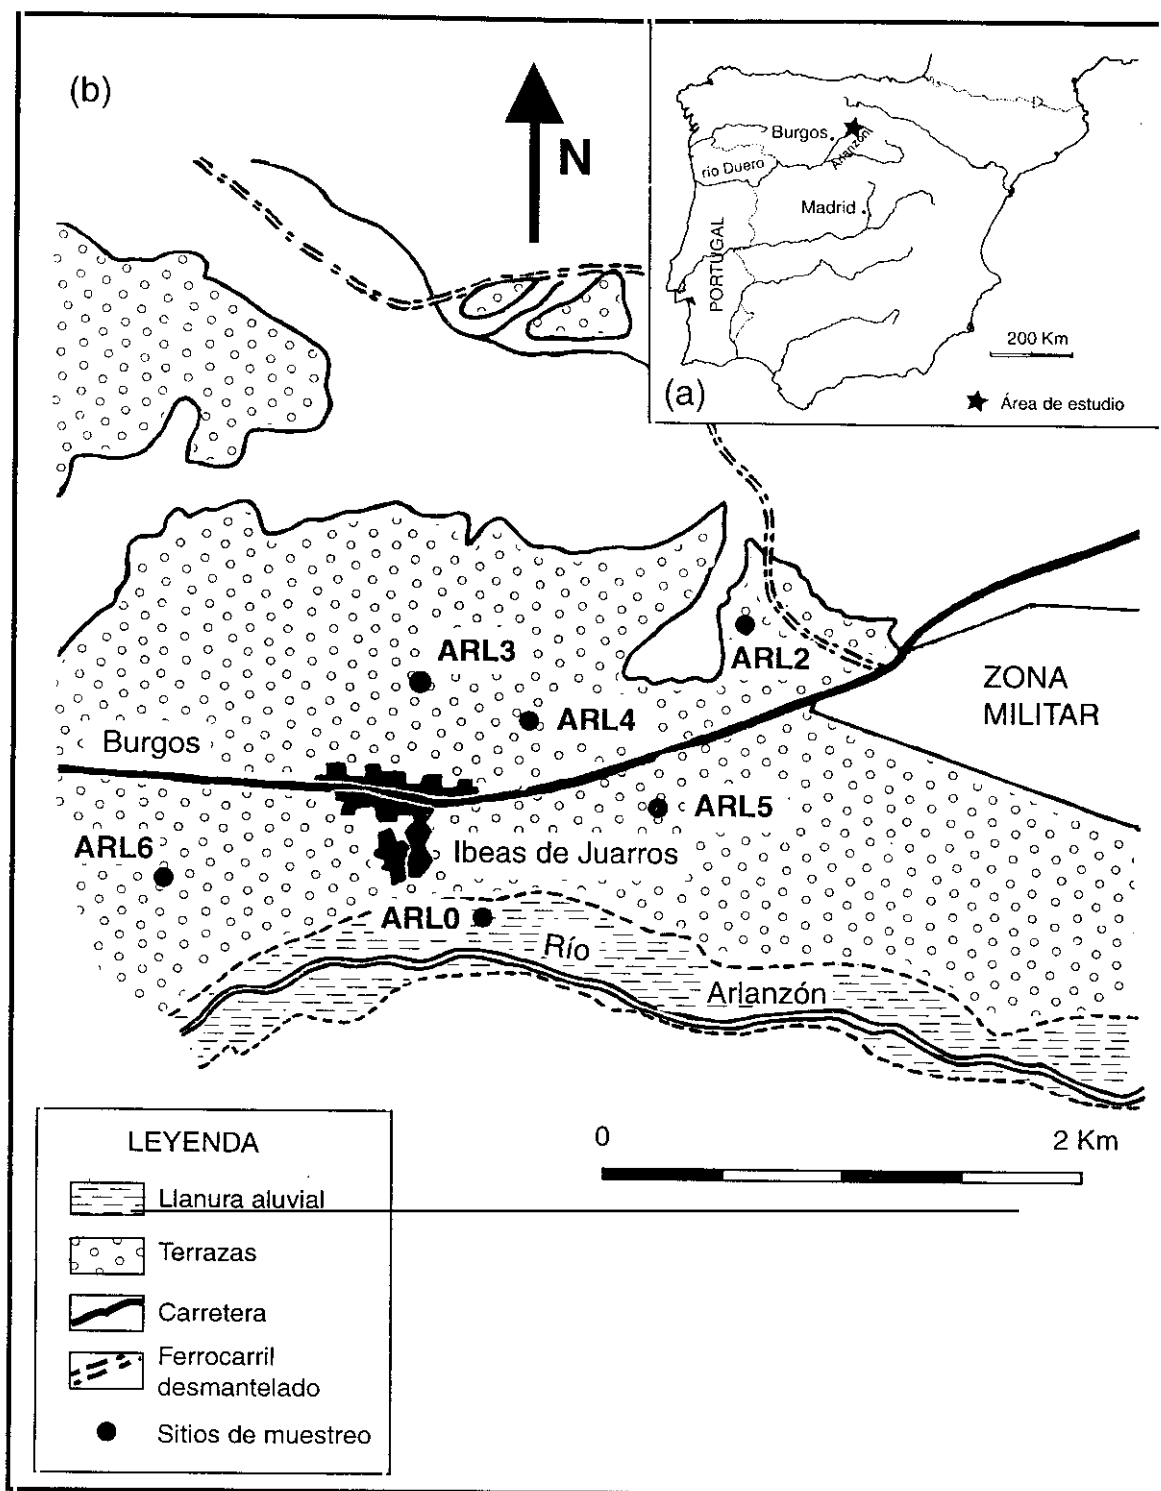 (b)
N
Burgos
Arlanzón
río Duero
Madrid
PORTUGAL
200 Km
(a)
Área de estudio
ARL3
ARL2
ARL4
ZONA
MILITAR
Burgos
ARL5
ARL6
Ibeas de Juarros
ARL0
Río
Arlanzón
LEYENDA
Llanura aluvial
Terrazas
Carretera
Ferrocarril
desmantelado
Sitios de muestreo
0
2 Km